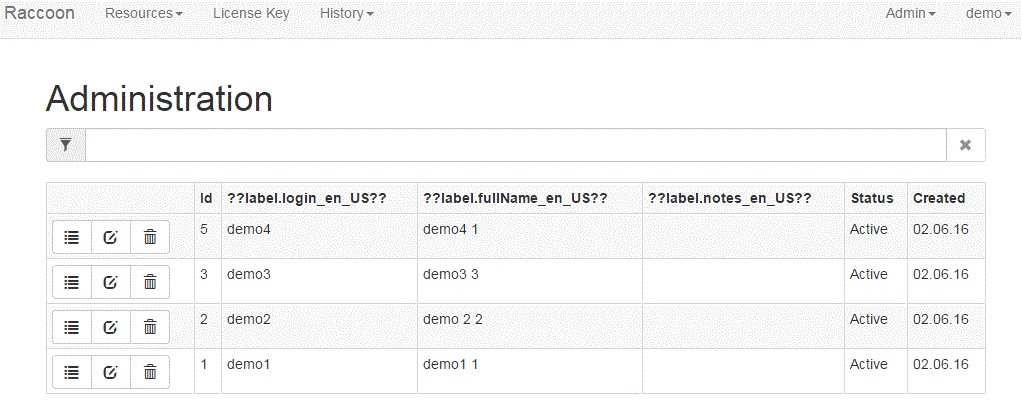 Raccoon Resources License Key History Admin demo
Administration
Id ??label.login_en_US?? ??label.fullName_en_US?? ??label.notes_en_US?? Status Created
5 demo4 demo4 1 Active 02.06.16
3 demo3 demo3 3 Active 02.06.16
2 demo2 demo 2 2 Active 02.06.16
1 demo1 demo1 1 Active 02.06.16